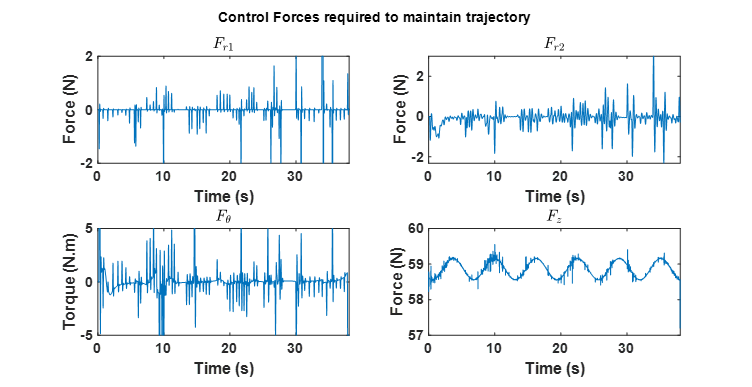 Control Forces required to maintain trajectory
F_{r1}
F_{r2}
Force (N)
2
0
-2
0 10 20 30
Time (s)
Force (N)
2
0
-2
0 10 20 30
Time (s)
F_θ
F_z
Torque (N.m)
5
0
-5
0 10 20 30
Time (s)
Force (N)
60
59
58
57
0 10 20 30
Time (s)